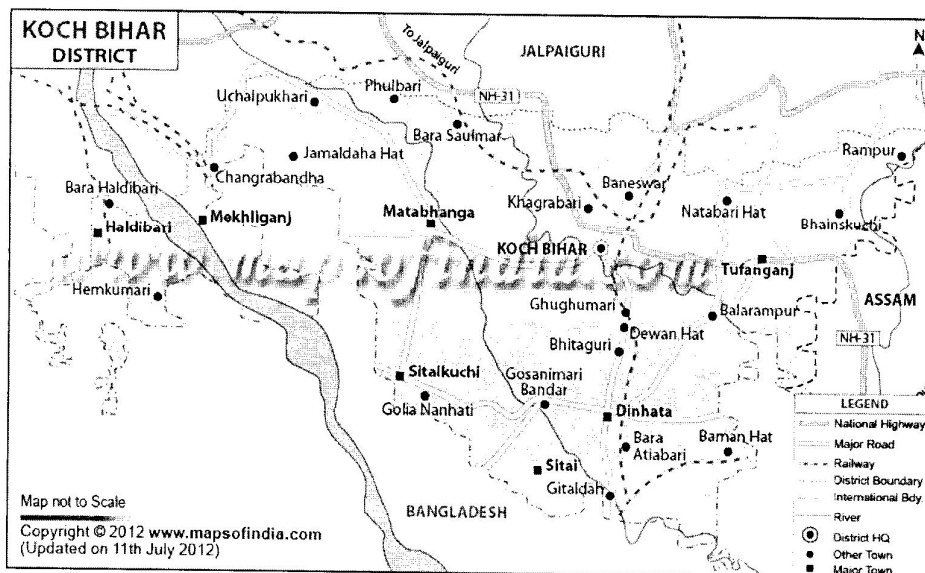 KOCH BIHAR
DISTRICT
To Jalpaiguri
JALPAIGURI
N
Uchalpukhari
Phulbari
NH-31
Bara Saulmar
Jamaldaha Hat
Changrabandha
Rampur
Bara Haldibari
Haldibari
Mekhliganj
Matabhanga
Khagrabari
Baneswar
Natabari Hat
Bhainskuchi
KOCH BIHAR
www.mapsofindia.com
Tufanganj
Hemkumari
Ghughumari
Balarampur
ASSAM
Dewan Hat
Bhitaguri
NH-31
Sitalkuchi
Gosanimari
Bandar
Golia Nanhati
Dinhata
Bara
Atiabari
Baman Hat
Sitai
Gitaldah
BANGLADESH
LEGEND
National Highway
Major Road
Railway
District Boundary
International Bdy.
River
District HQ
Other Town
Major Town
Map not to Scale
Copyright © 2012 www.mapsofindia.com
(Updated on 11th July 2012)